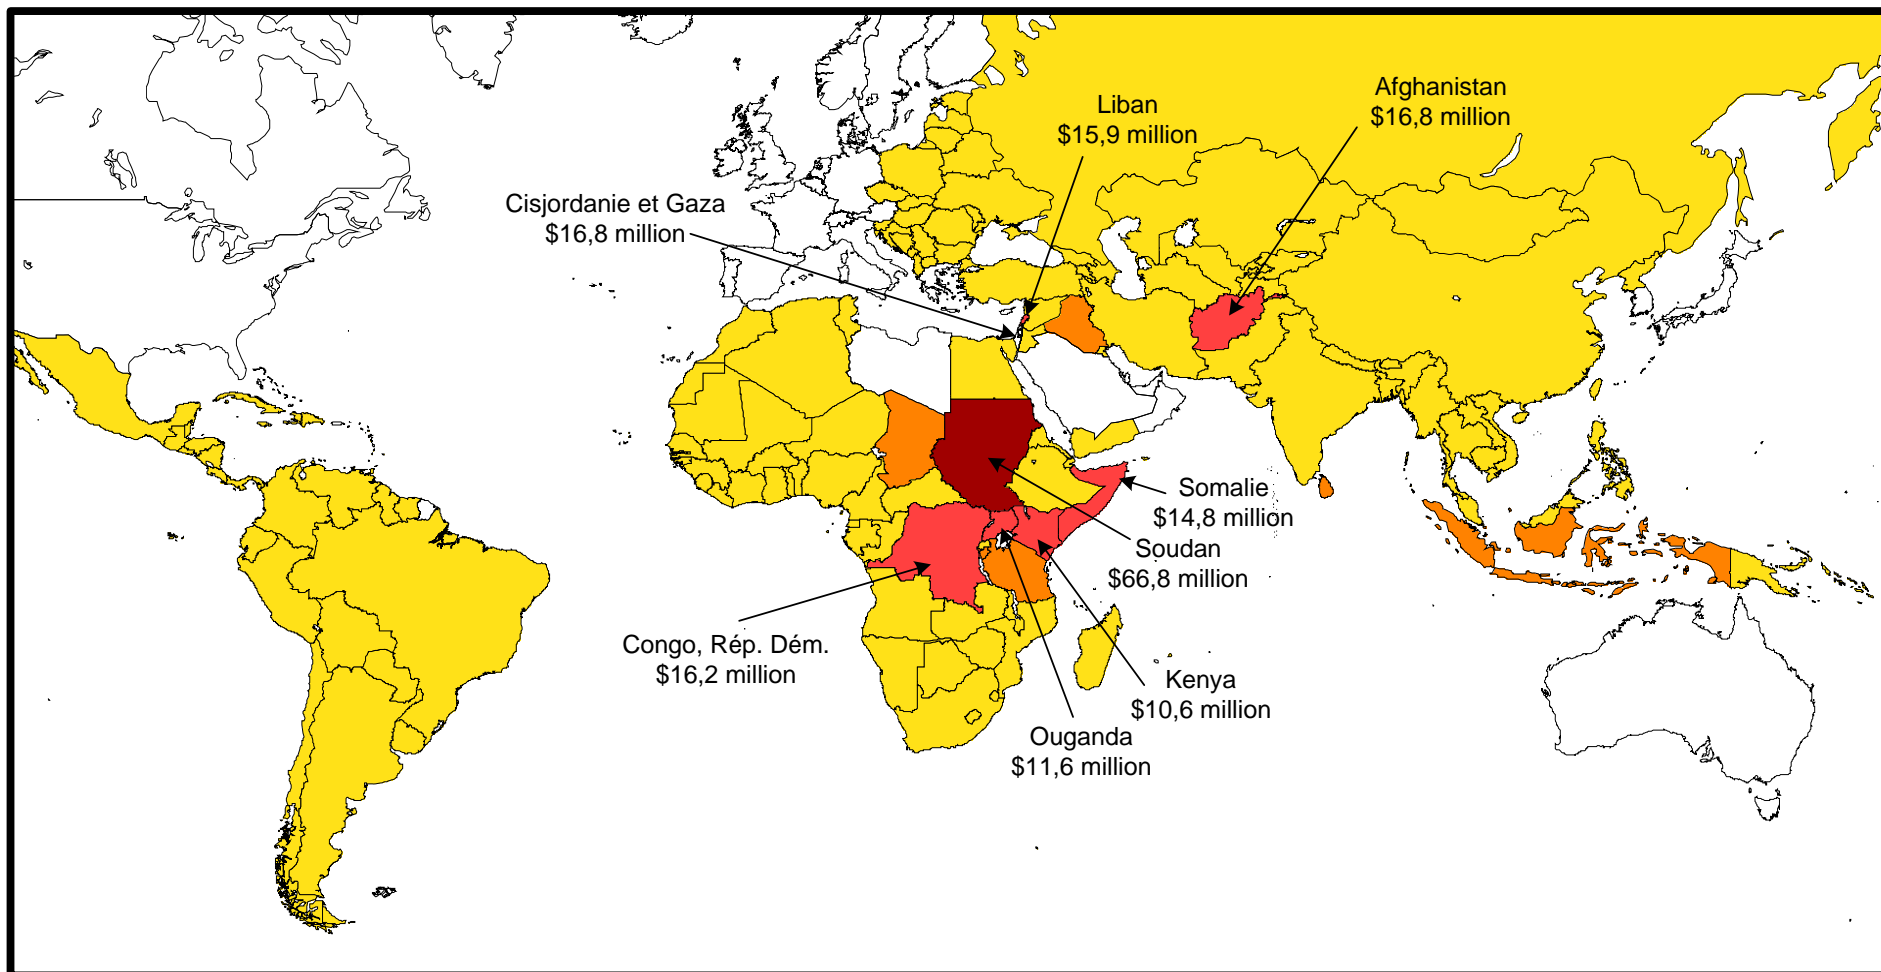 Afghanistan
$16,8 million
Liban
$15,9 million
Cisjordanie et Gaza
$16,8 million
Somalie
$14,8 million
Soudan
$66,8 million
Congo, Rép. Dém.
$16,2 million
Kenya
$10,6 million
Ouganda
$11,6 million